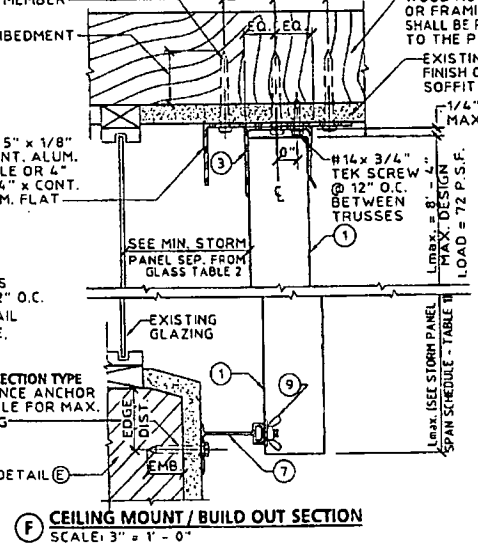 MEMBER
BEDMENT
EQ. EQ.
OR FRAMI
SHALL BE P
TO THE P
EXISTIN
FINISH O
SOFFIT
1/4"
MAX
5" x 1/8"
NT. ALUM.
LE OR 4"
4" x CONT.
M. FLAT
3
0"
℄
#14x 3/4"
TEK SCREW
@ 12" O.C.
BETWEEN
TRUSSES
1
Lmax. = 8' - 4"
MAX. DESIGN
LOAD = 72 P.S.F.
SEE MIN. STORM
PANEL SEP. FROM
GLASS TABLE 2
S
2" O.C.
AIL
E,
EXISTING
GLAZING
Lmax. (SEE STORM PANEL
SPAN SCHEDULE - TABLE 1)
ECTION TYPE
NCE ANCHOR
LE FOR MAX.
G
1
9
EDGE
DIST.
EMB.
7
DETAIL E
F CEILING MOUNT / BUILD OUT SECTION
SCALE: 3" = 1' - 0"